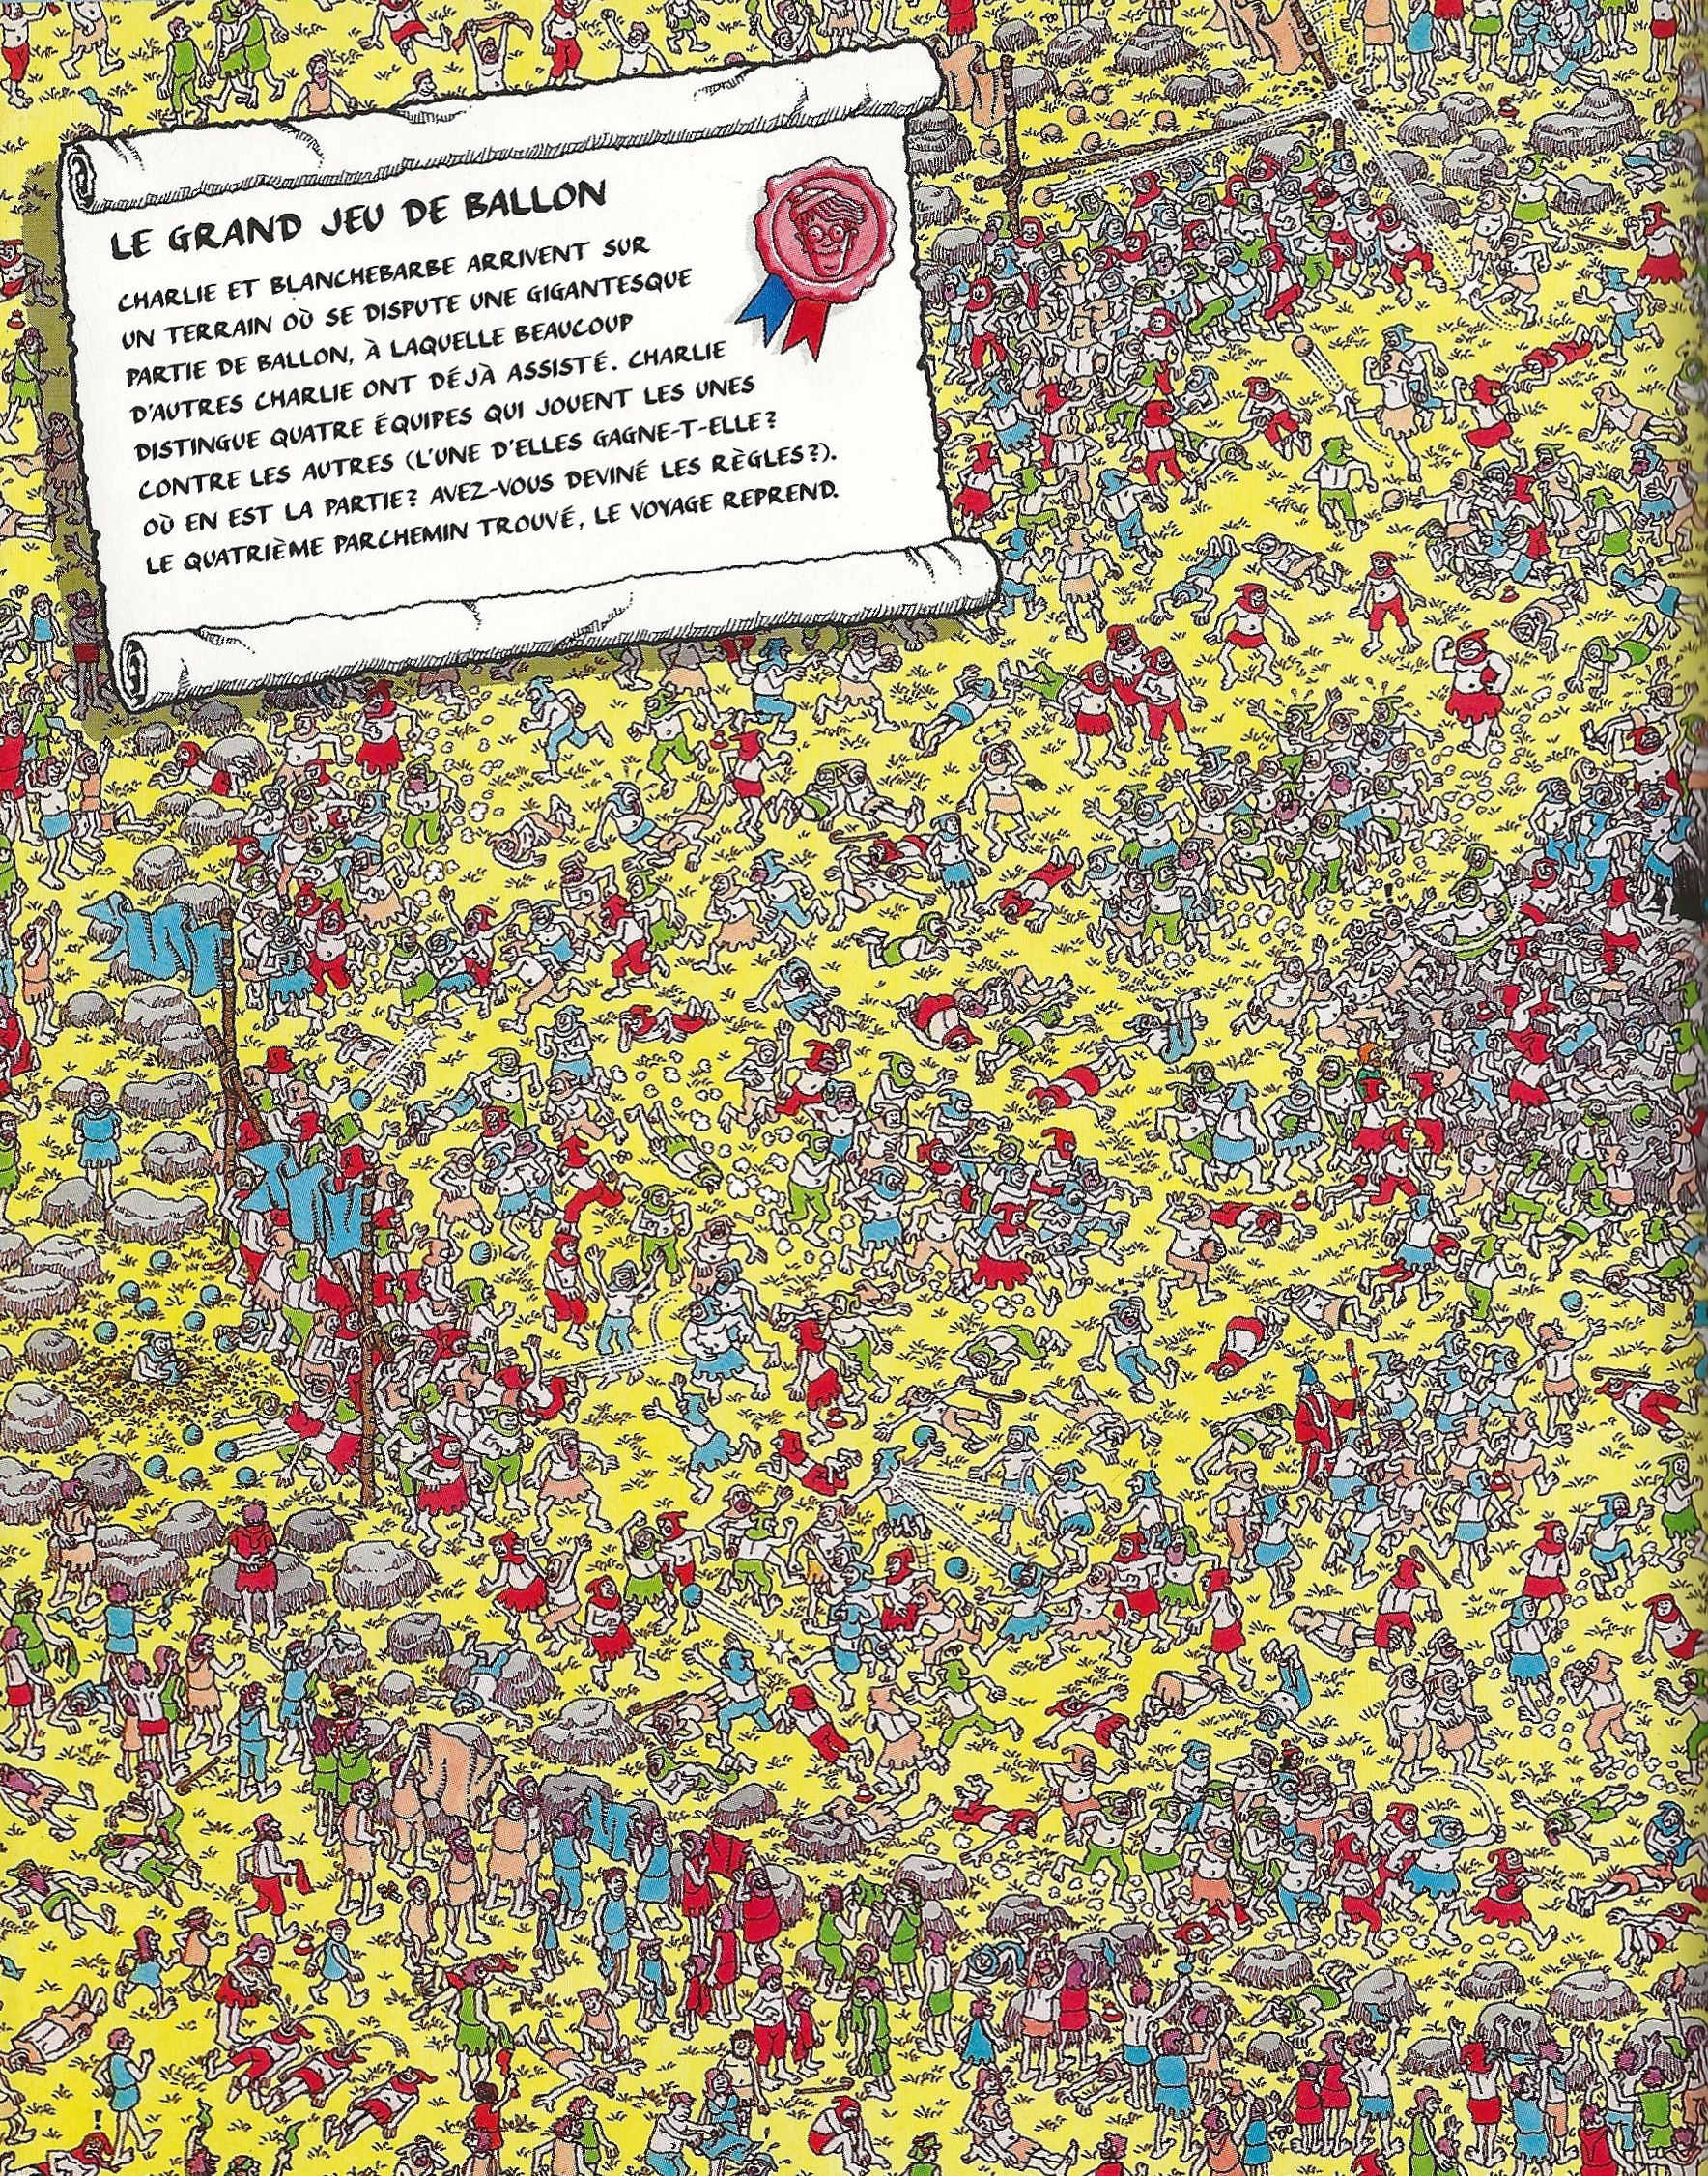 LE GRAND JEU DE BALLON
CHARLIE ET BLANCHEBARBE ARRIVENT SUR
UN TERRAIN OÙ SE DISPUTE UNE GIGANTESQUE
PARTIE DE BALLON, À LAQUELLE BEAUCOUP
D'AUTRES CHARLIE ONT DÉJÀ ASSISTÉ. CHARLIE
DISTINGUE QUATRE ÉQUIPES QUI JOUENT LES UNES
CONTRE LES AUTRES (L'UNE D'ELLES GAGNE-T-ELLE?
OÙ EN EST LA PARTIE? AVEZ-VOUS DEVINÉ LES RÈGLES?).
LE QUATRIÈME PARCHEMIN TROUVÉ, LE VOYAGE REPREND.
!
!